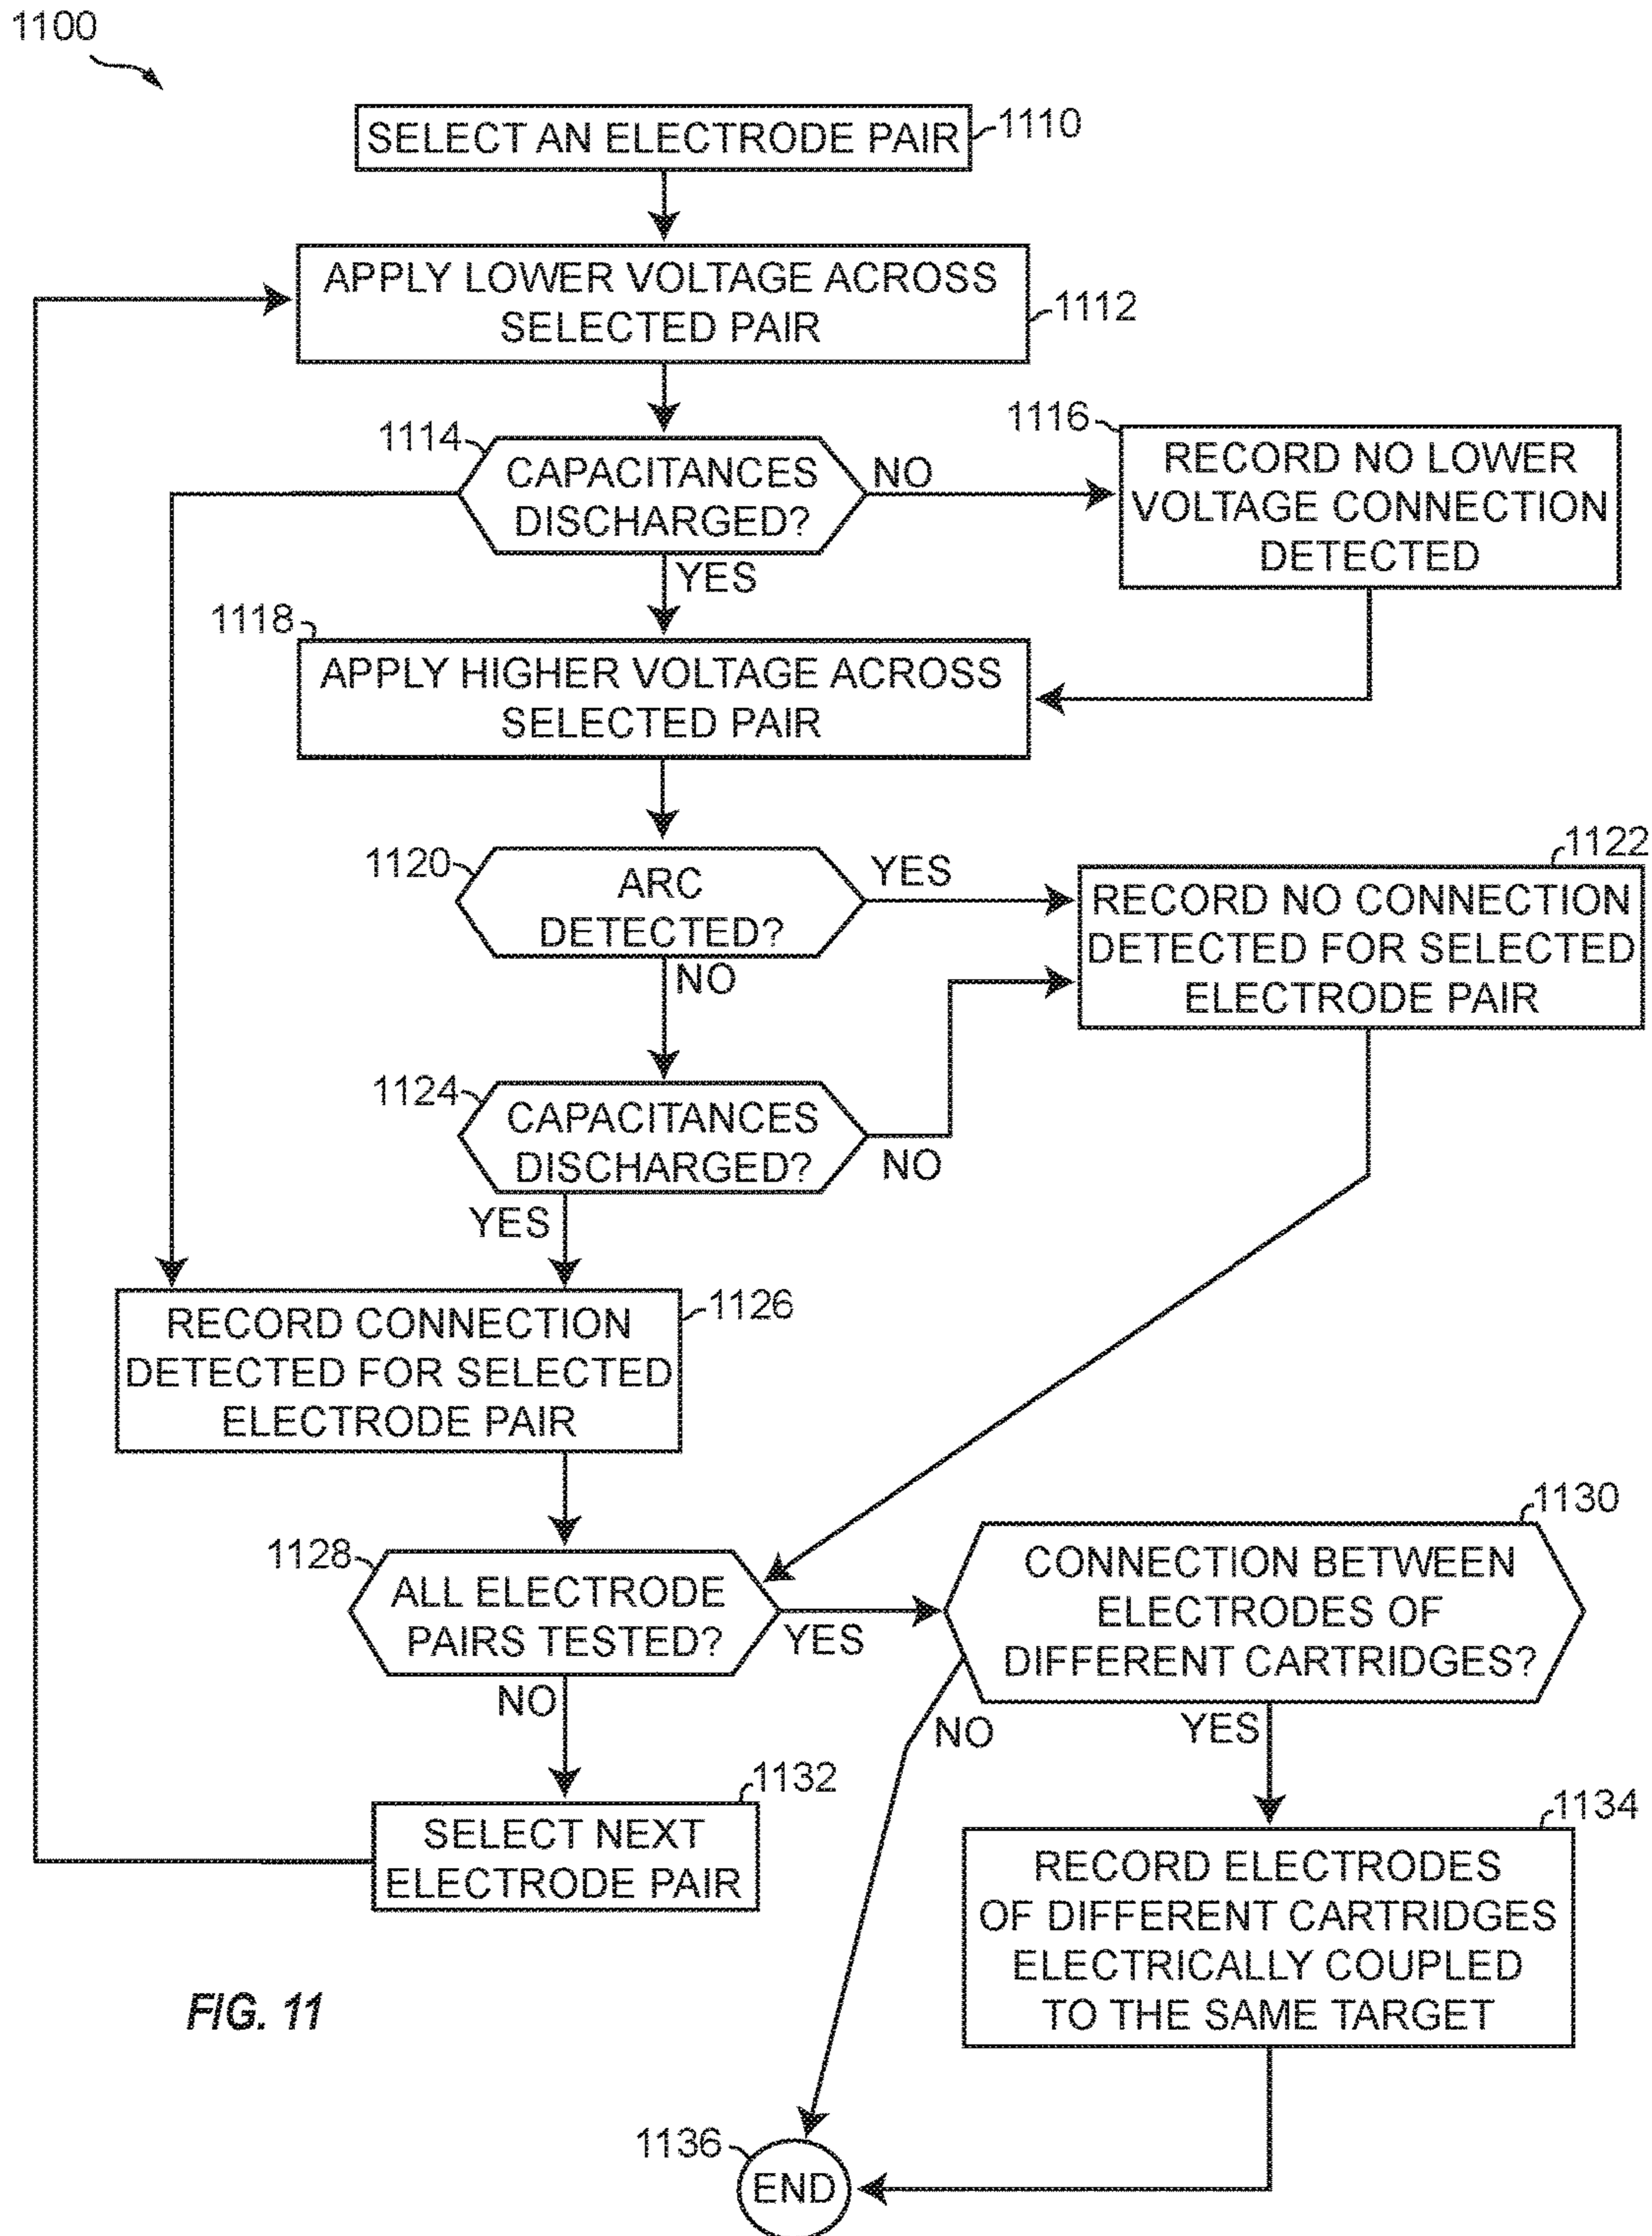 1100
SELECT AN ELECTRODE PAIR
1110
APPLY LOWER VOLTAGE ACROSS
SELECTED PAIR
1112
1114
CAPACITANCES
DISCHARGED?
NO
YES
1116
RECORD NO LOWER
VOLTAGE CONNECTION
DETECTED
1118
APPLY HIGHER VOLTAGE ACROSS
SELECTED PAIR
1120
ARC
DETECTED?
YES
NO
1122
RECORD NO CONNECTION
DETECTED FOR SELECTED
ELECTRODE PAIR
1124
CAPACITANCES
DISCHARGED?
NO
YES
RECORD CONNECTION
DETECTED FOR SELECTED
ELECTRODE PAIR
1126
1128
ALL ELECTRODE
PAIRS TESTED?
YES
NO
1130
CONNECTION BETWEEN
ELECTRODES OF
DIFFERENT CARTRIDGES?
NO
YES
1132
SELECT NEXT
ELECTRODE PAIR
1134
RECORD ELECTRODES
OF DIFFERENT CARTRIDGES
ELECTRICALLY COUPLED
TO THE SAME TARGET
FIG. 11
1136
END